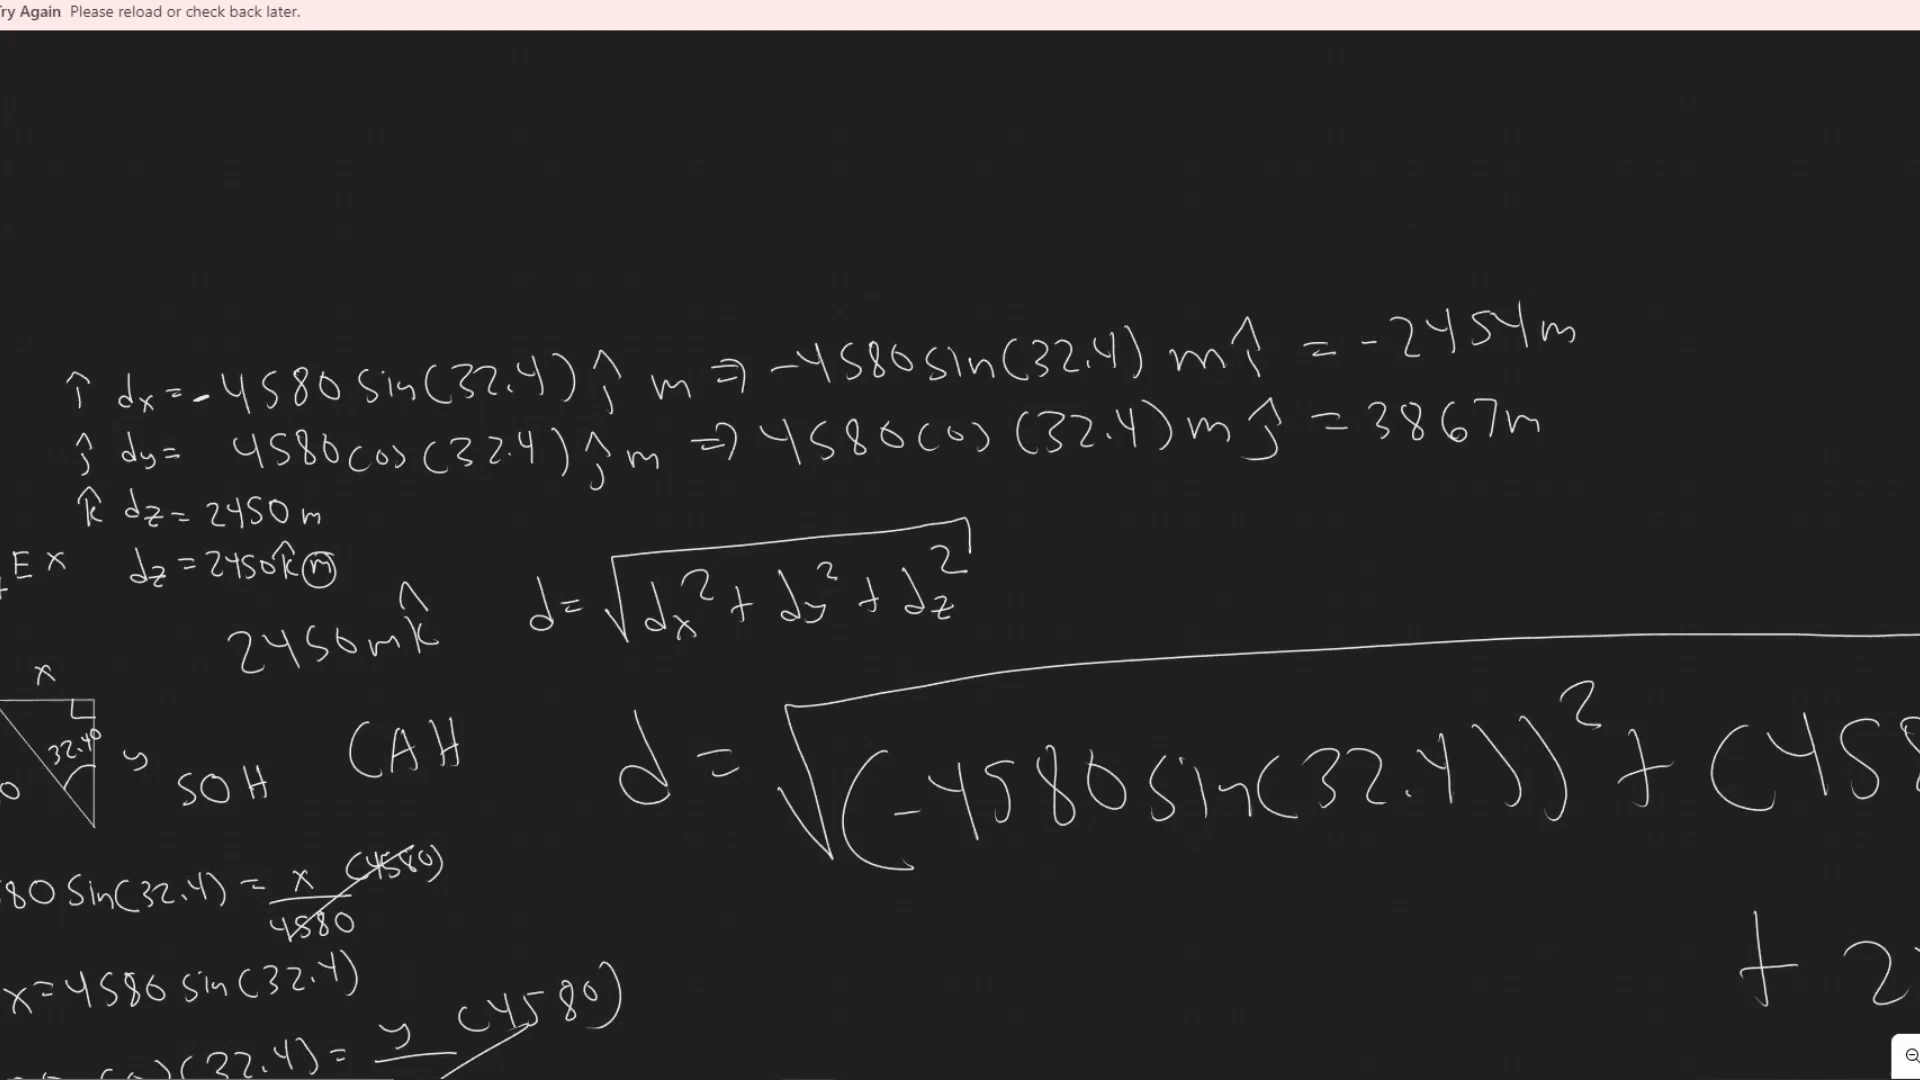 Try Again Please reload or check back later.
î dx = -4580 sin(32.4) ĵ m ⇒ -4580 sin(32.4) m î = -2454m
ĵ dy = 4580 cos(32.4) ĵ m ⇒ 4580 cos(32.4) m ĵ = 3867m
k̂ dz = 2450 m
EX dz = 2450 k̂ m
2450 m k̂ d = √dx² + dy² + dz²
x
32.4° y SOH CAH
d = √(-4580 sin(32.4))² + (458
80 sin(32.4) = x/4580 (4580)
x = 4580 sin(32.4)
+ 2
(32.4) = y (4580)